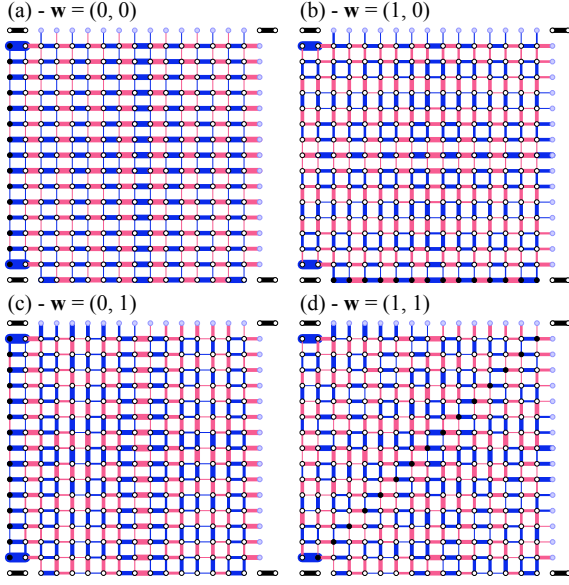 (a) - w = (0, 0)
(b) - w = (1, 0)
(c) - w = (0, 1)
(d) - w = (1, 1)